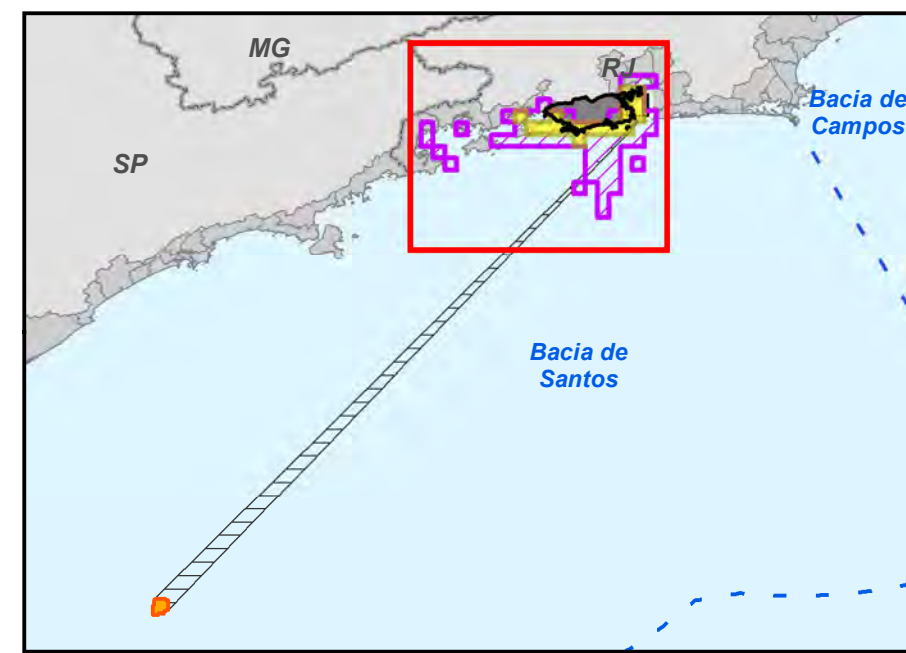 MG
RJ
Bacia de
Campos
SP
Bacia de
Santos